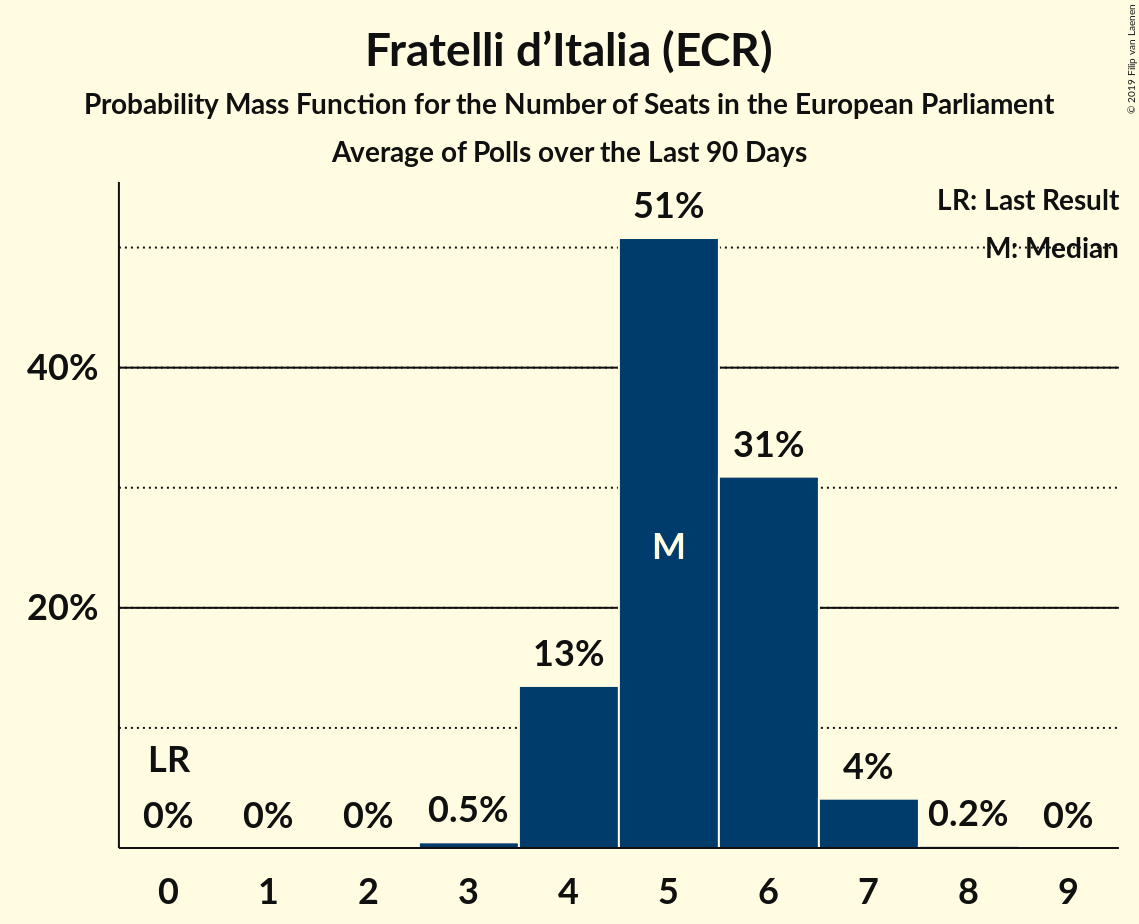 Fratelli d’Italia (ECR)
Probability Mass Function for the Number of Seats in the European Parliament
Average of Polls over the Last 90 Days
© 2019 Filip van Laenen
LR: Last Result
M: Median
51%
40%
31%
M
20%
13%
LR
4%
0%
0%
0%
0.5%
0.2%
0%
0 1 2 3 4 5 6 7 8 9